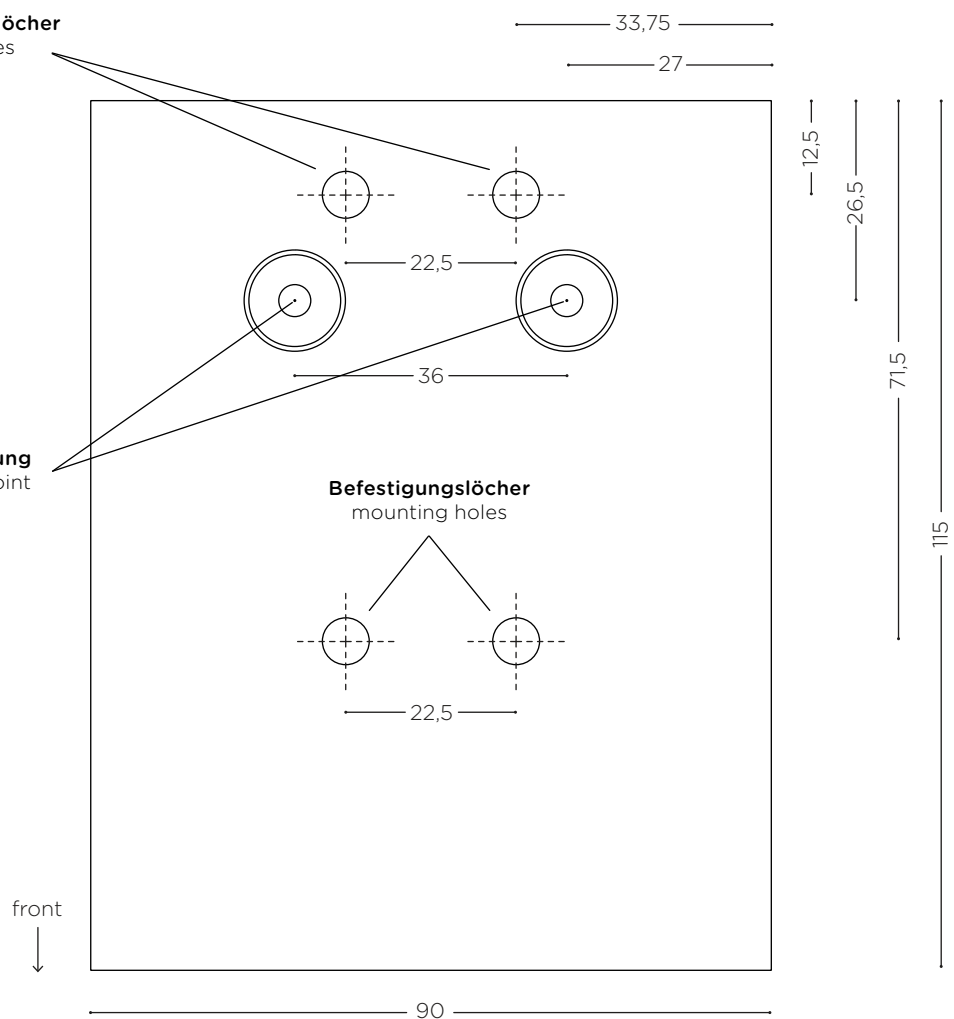 33,75
öcher
es
27
12,5
26,5
22,5
36
71,5
ung
oint
Befestigungslöcher
mounting holes
115
22,5
front
90